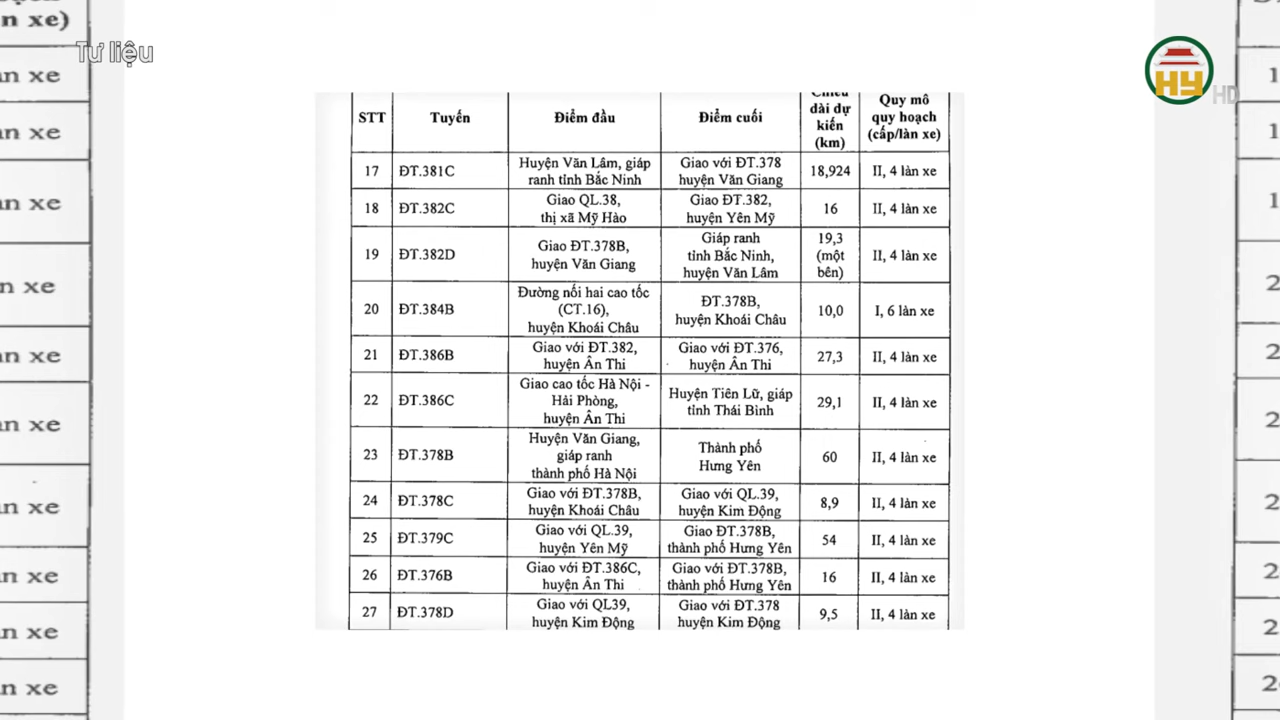 n xe)
Tư liệu
HY
HD
STT
Tuyến
Điểm đầu
Điểm cuối
Chiều
dài dự
kiến
(km)
Quy mô
quy hoạch
(cấp/làn xe)
17
ĐT.381C
Huyện Văn Lâm, giáp
ranh tỉnh Bắc Ninh
Giao với ĐT.378
huyện Văn Giang
18,924
II, 4 làn xe
18
ĐT.382C
Giao QL.38,
thị xã Mỹ Hào
Giao ĐT.382,
huyện Yên Mỹ
16
II, 4 làn xe
19
ĐT.382D
Giao ĐT.378B,
huyện Văn Giang
Giáp ranh
tỉnh Bắc Ninh,
huyện Văn Lâm
19,3
(một
bên)
II, 4 làn xe
20
ĐT.384B
Đường nối hai cao tốc
(CT.16),
huyện Khoái Châu
ĐT.378B,
huyện Khoái Châu
10,0
I, 6 làn xe
21
ĐT.386B
Giao với ĐT.382,
huyện Ân Thi
Giao với ĐT.376,
huyện Ân Thi
27,3
II, 4 làn xe
22
ĐT.386C
Giao cao tốc Hà Nội -
Hải Phòng,
huyện Ân Thi
Huyện Tiên Lữ, giáp
tỉnh Thái Bình
29,1
II, 4 làn xe
23
ĐT.378B
Huyện Văn Giang,
giáp ranh
thành phố Hà Nội
Thành phố
Hưng Yên
60
II, 4 làn xe
24
ĐT.378C
Giao với ĐT.378B,
huyện Khoái Châu
Giao với QL.39,
huyện Kim Động
8,9
II, 4 làn xe
25
ĐT.379C
Giao với QL.39,
huyện Yên Mỹ
Giao ĐT.378B,
thành phố Hưng Yên
54
II, 4 làn xe
26
ĐT.376B
Giao với ĐT.386C,
huyện Ân Thi
Giao với ĐT.378B,
thành phố Hưng Yên
16
II, 4 làn xe
27
ĐT.378D
Giao với QL39,
huyện Kim Động
Giao với ĐT.378
huyện Kim Động
9,5
II, 4 làn xe